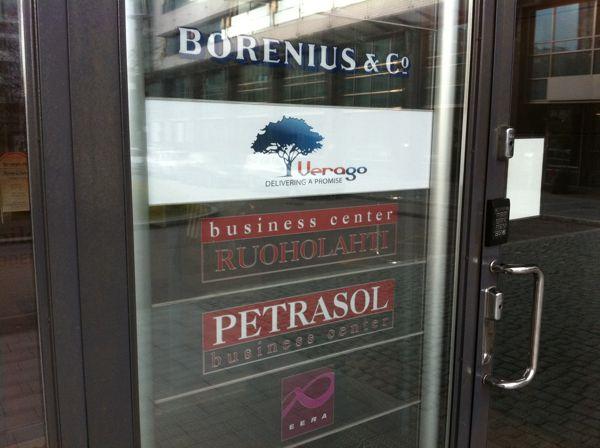 BORENIUS & Co
Verago
DELIVERING A PROMISE
business center
RUOHOLAHTI
PETRASOL
business center
EERA